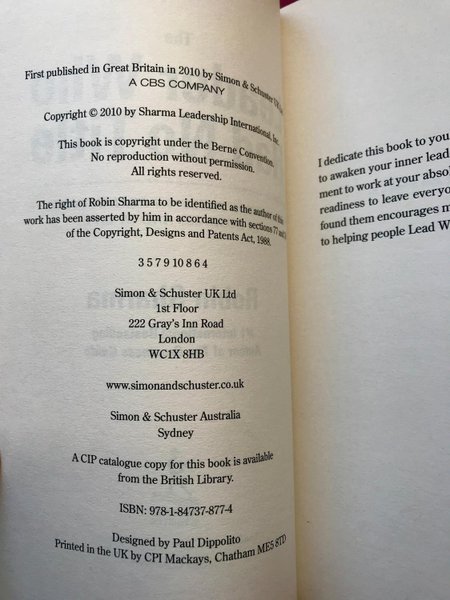 First published in Great Britain in 2010 by Simon & Schuster UK
A CBS COMPANY
Copyright © 2010 by Sharma Leadership International, Inc.
This book is copyright under the Berne Convention.
No reproduction without permission.
All rights reserved.
The right of Robin Sharma to be identified as the author of this
work has been asserted by him in accordance with sections 77 and
of the Copyright, Designs and Patents Act, 1988.
3 5 7 9 10 8 6 4
Simon & Schuster UK Ltd
1st Floor
222 Gray's Inn Road
London
WC1X 8HB
www.simonandschuster.co.uk
Simon & Schuster Australia
Sydney
A CIP catalogue copy for this book is available
from the British Library.
ISBN: 978-1-84737-877-4
Designed by Paul Dippolito
Printed in the UK by CPI Mackays, Chatham ME5 8TD
I dedicate this book to you
to awaken your inner lead
ment to work at your absol
readiness to leave everyo
found them encourages m
to helping people Lead W